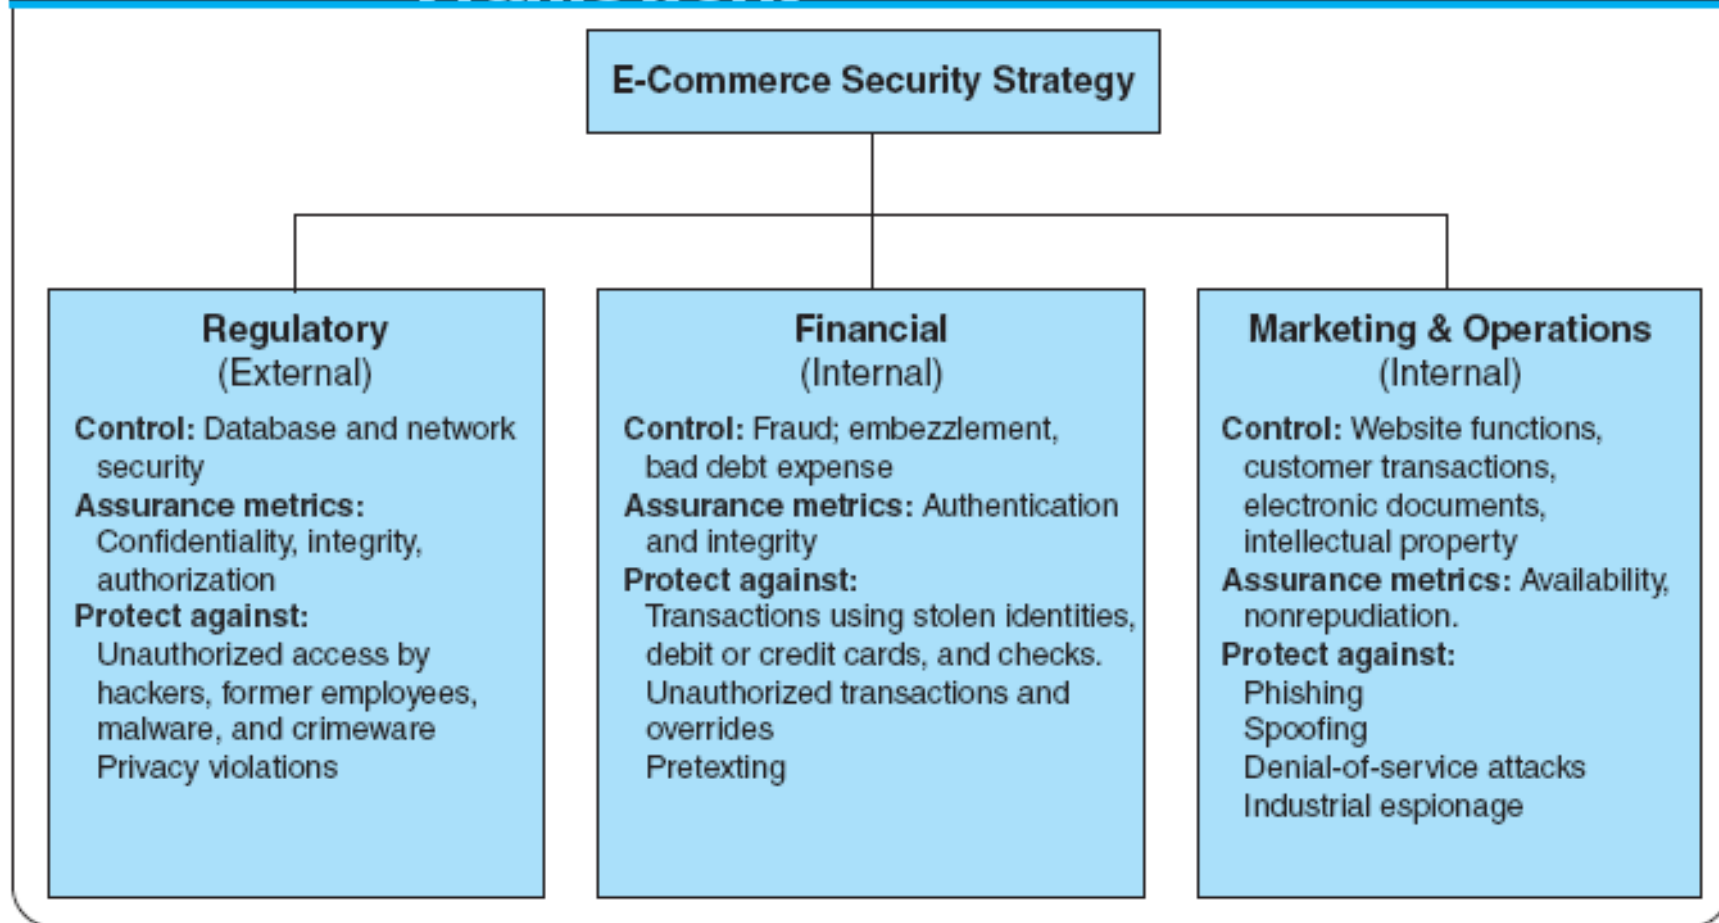 E-Commerce Security Strategy
Regulatory
(External)
Control: Database and network
security
Assurance metrics:
Confidentiality, integrity,
authorization
Protect against:
Unauthorized access by
hackers, former employees,
malware, and crimeware
Privacy violations
Financial
(Internal)
Control: Fraud; embezzlement,
bad debt expense
Assurance metrics: Authentication
and integrity
Protect against:
Transactions using stolen identities,
debit or credit cards, and checks.
Unauthorized transactions and
overrides
Pretexting
Marketing & Operations
(Internal)
Control: Website functions,
customer transactions,
electronic documents,
intellectual property
Assurance metrics: Availability,
nonrepudiation.
Protect against:
Phishing
Spoofing
Denial-of-service attacks
Industrial espionage